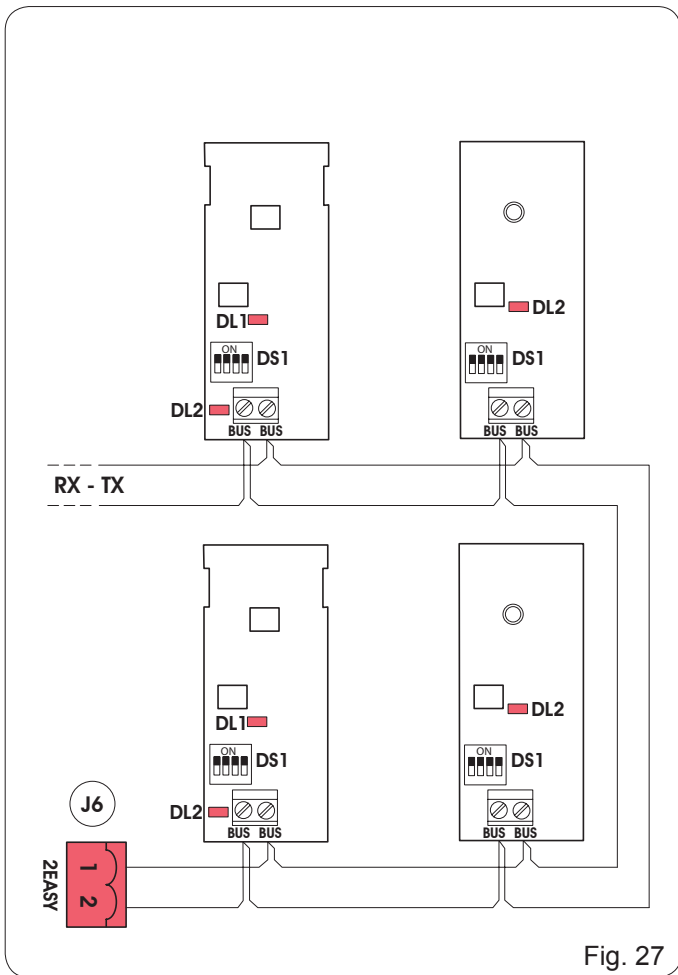 DL1
DL2
ON
DS1
ON
DS1
DL2
BUS BUS
BUS BUS
RX - TX
DL1
DL2
ON
DS1
ON
DS1
J6
DL2
BUS BUS
BUS BUS
1
2
2EASY
Fig. 27